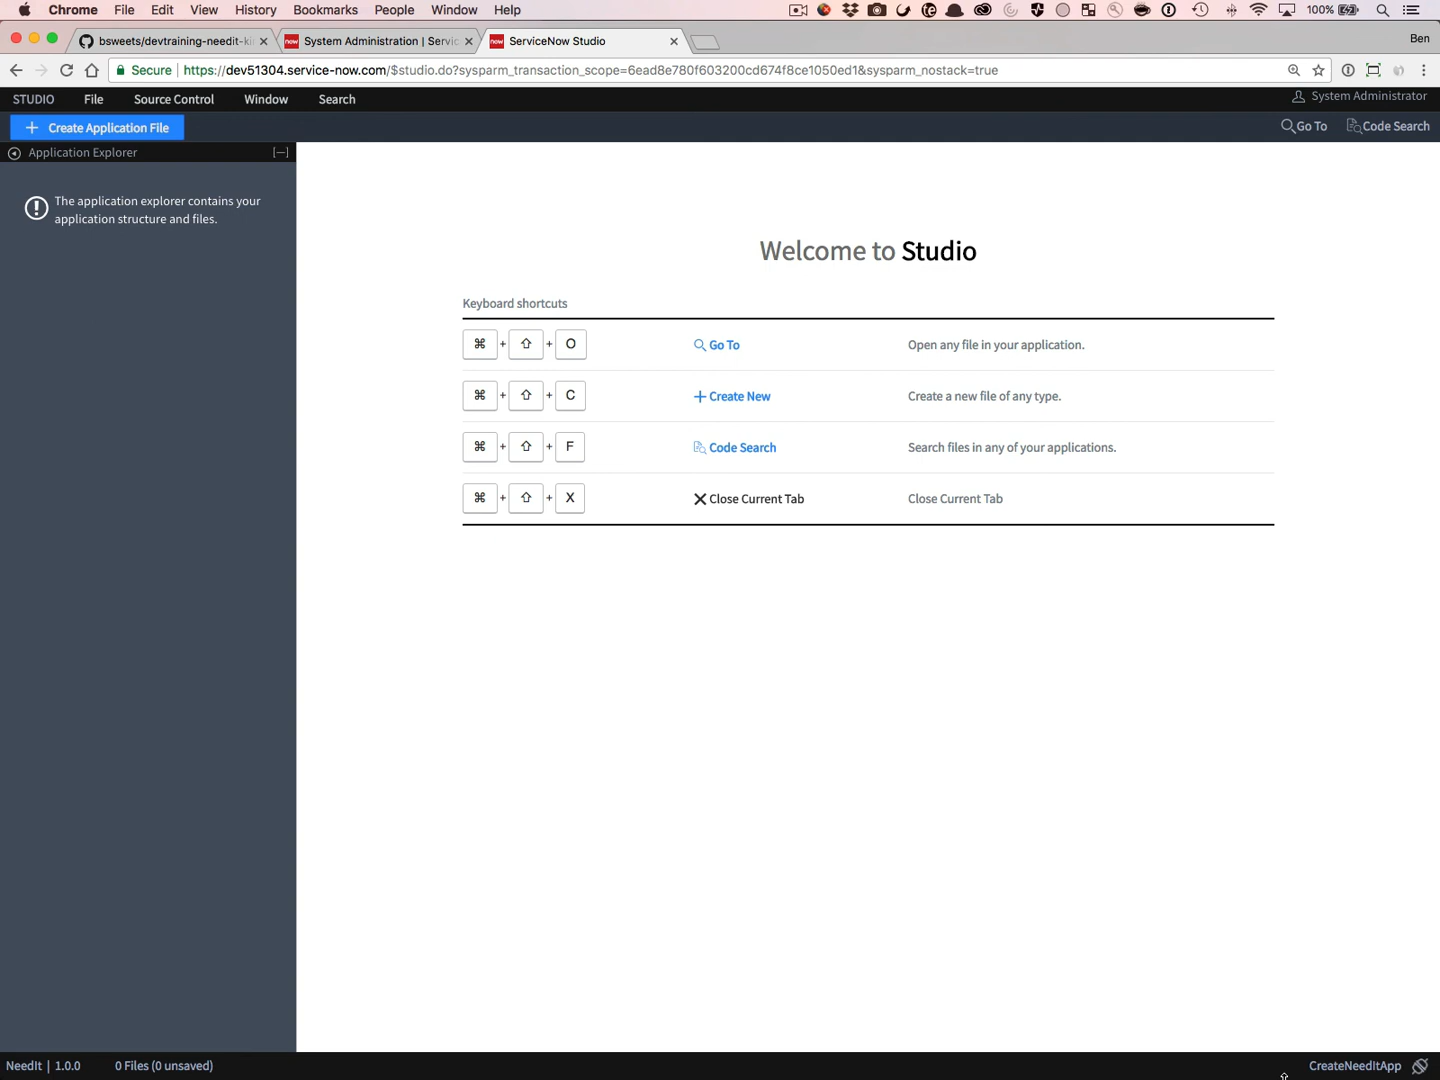 Chrome File Edit View History Bookmarks People Window Help 100%
bsweets/devtraining-needit-ki System Administration | Servic ServiceNow Studio Ben
Secure https://dev51304.service-now.com/$studio.do?sysparm_transaction_scope=6ead8e780f603200cd674f8ce1050ed1&sysparm_nostack=true
STUDIO File Source Control Window Search System Administrator
+ Create Application File Go To Code Search
Application Explorer [—]
The application explorer contains your
application structure and files.
Welcome to Studio
Keyboard shortcuts
⌘ + ⇧ + O Go To Open any file in your application.
⌘ + ⇧ + C Create New Create a new file of any type.
⌘ + ⇧ + F Code Search Search files in any of your applications.
⌘ + ⇧ + X Close Current Tab Close Current Tab
NeedIt | 1.0.0 0 Files (0 unsaved) CreateNeedItApp